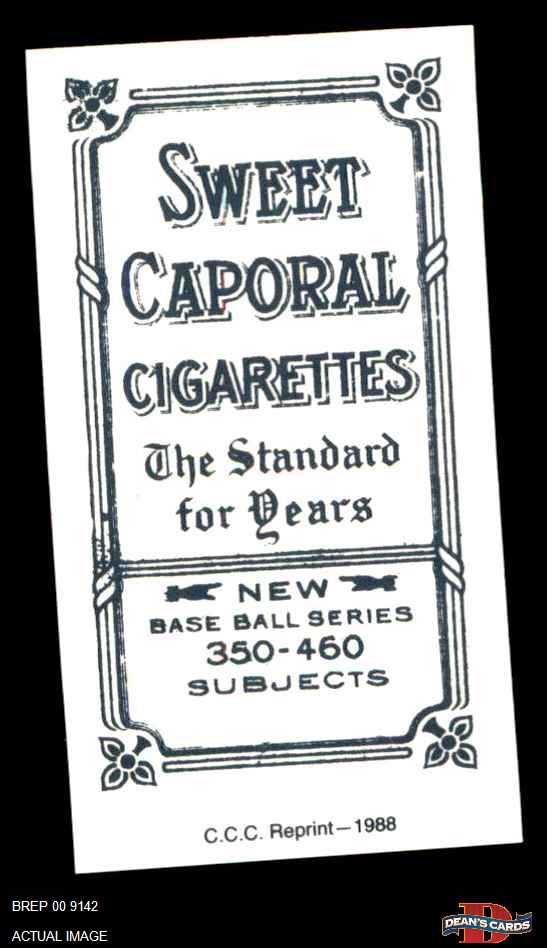 SWEET
CAPORAL
CIGARETTES
The Standard
for Years
NEW
BASE BALL SERIES
350-460
SUBJECTS
C.C.C. Reprint—1988
BREP 00 9142
ACTUAL IMAGE
D
DEAN'S CARDS